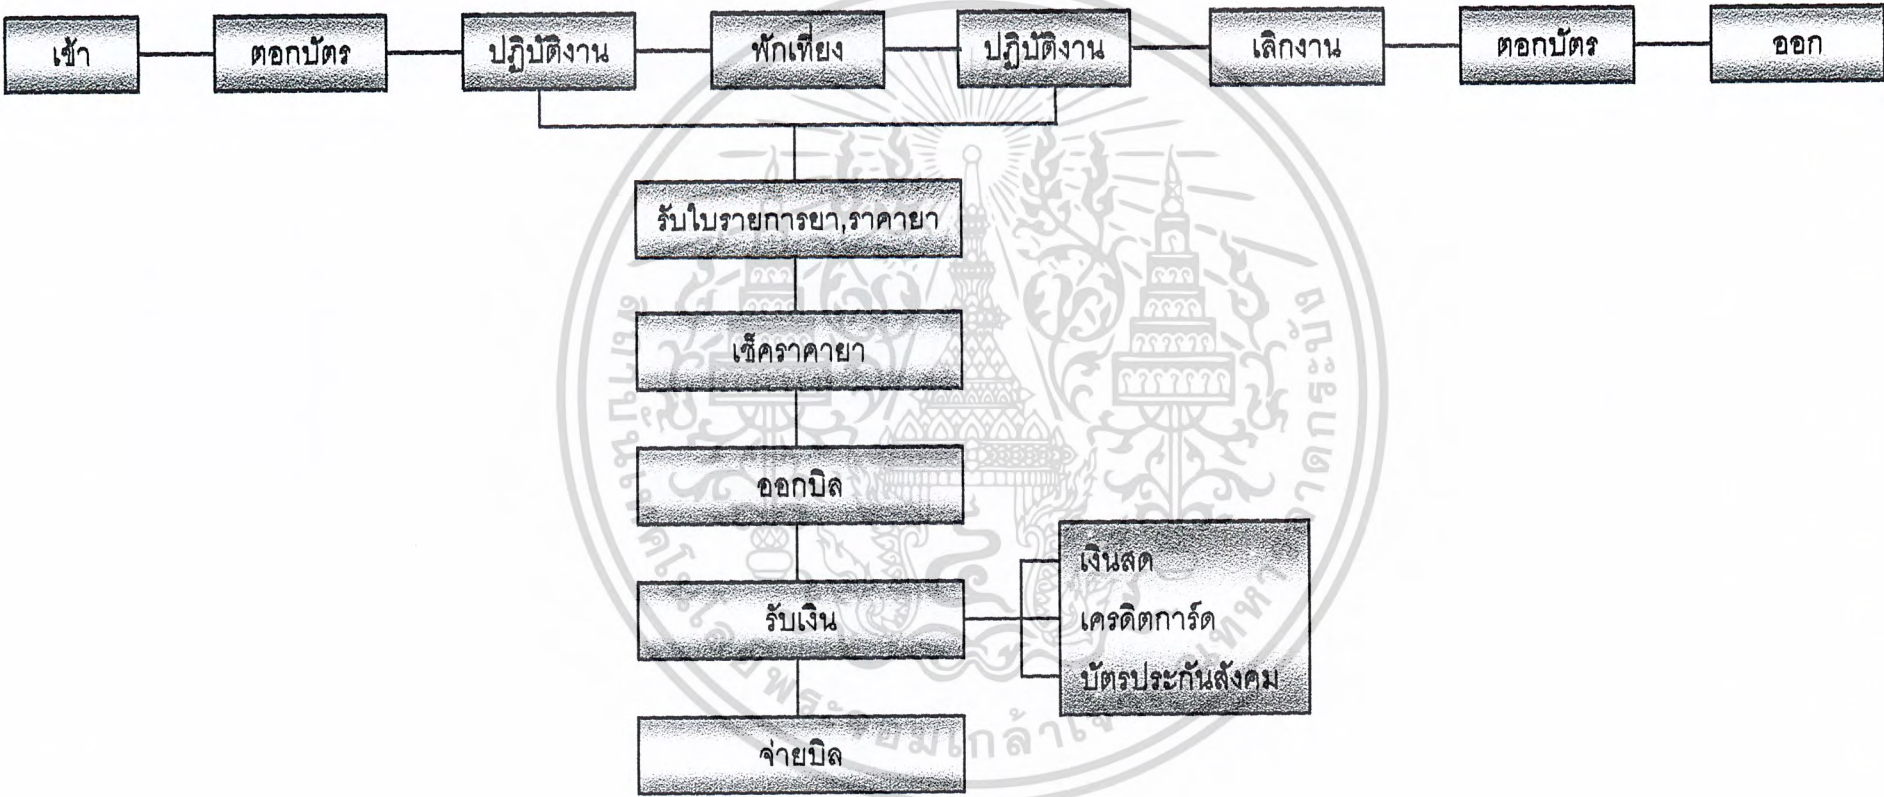 เข้า
ตอกบัตร
ปฏิบัติงาน
พักเที่ยง
ปฏิบัติงาน
เลิกงาน
ตอกบัตร
ออก
รับใบรายการยา,ราคายา
เช็คราคายา
ออกบิล
รับเงิน
เงินสด
เครดิตการ์ด
บัตรประกันสังคม
จ่ายบิล